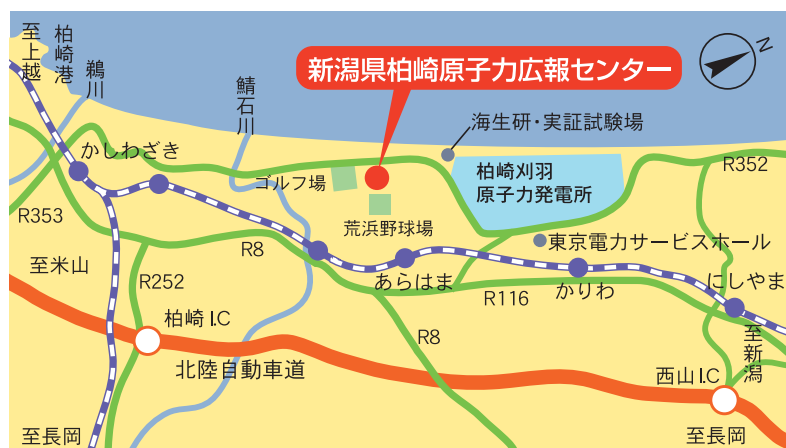 至上越
柏崎港
鵜川
鯖石川
新潟県柏崎原子力広報センター
N
海生研・実証試験場
かしわざき
ゴルフ場
柏崎刈羽
原子力発電所
R352
R353
荒浜野球場
R8
東京電力サービスホール
至米山
R252
あらはま
かりわ
にしやま
R116
柏崎I.C
R8
至新潟
北陸自動車道
西山I.C
至長岡
至長岡